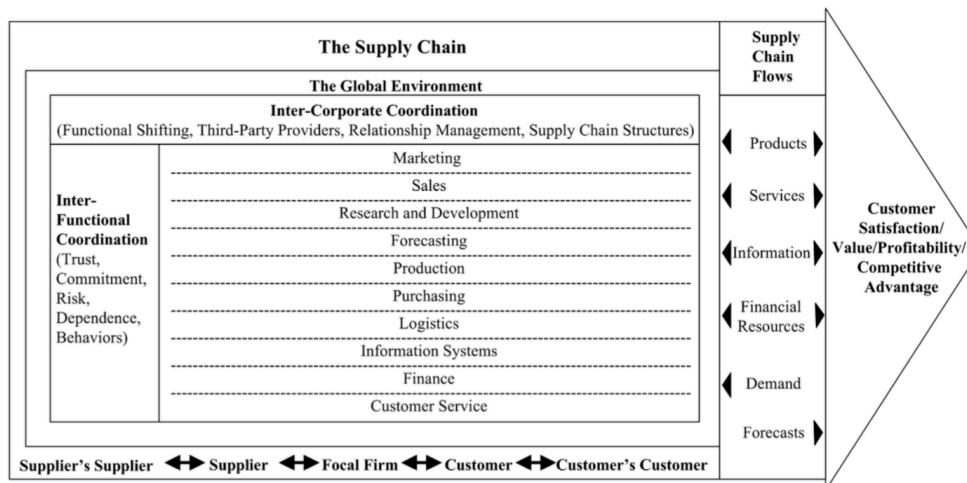 The Supply Chain
Supply
Chain
Flows
The Global Environment
Inter-Corporate Coordination
(Functional Shifting, Third-Party Providers, Relationship Management, Supply Chain Structures)
Inter-
Functional
Coordination
(Trust,
Commitment,
Risk,
Dependence,
Behaviors)
Marketing
Sales
Research and Development
Forecasting
Production
Purchasing
Logistics
Information Systems
Finance
Customer Service
Products
Services
Information
Financial
Resources
Demand
Forecasts
Customer
Satisfaction/
Value/Profitability/
Competitive
Advantage
Supplier's Supplier Supplier Focal Firm Customer Customer's Customer